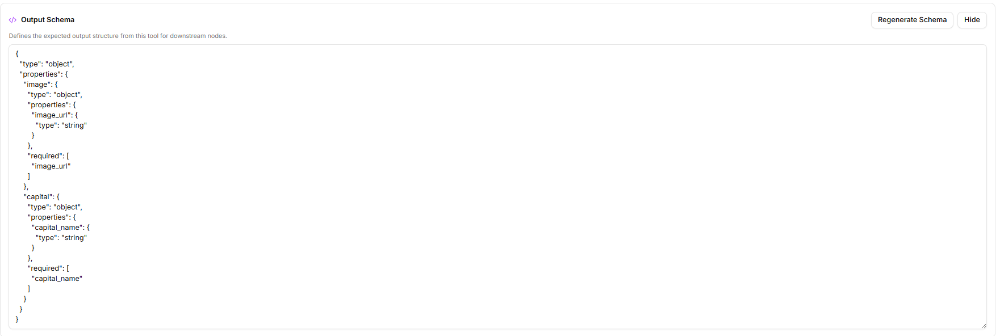 </> Output Schema
Regenerate Schema
Hide
Defines the expected output structure from this tool for downstream nodes.
{
  "type": "object",
  "properties": {
    "image": {
      "type": "object",
      "properties": {
        "image_url": {
          "type": "string"
        }
      },
      "required": [
        "image_url"
      ]
    },
    "capital": {
      "type": "object",
      "properties": {
        "capital_name": {
          "type": "string"
        }
      },
      "required": [
        "capital_name"
      ]
    }
  }
}